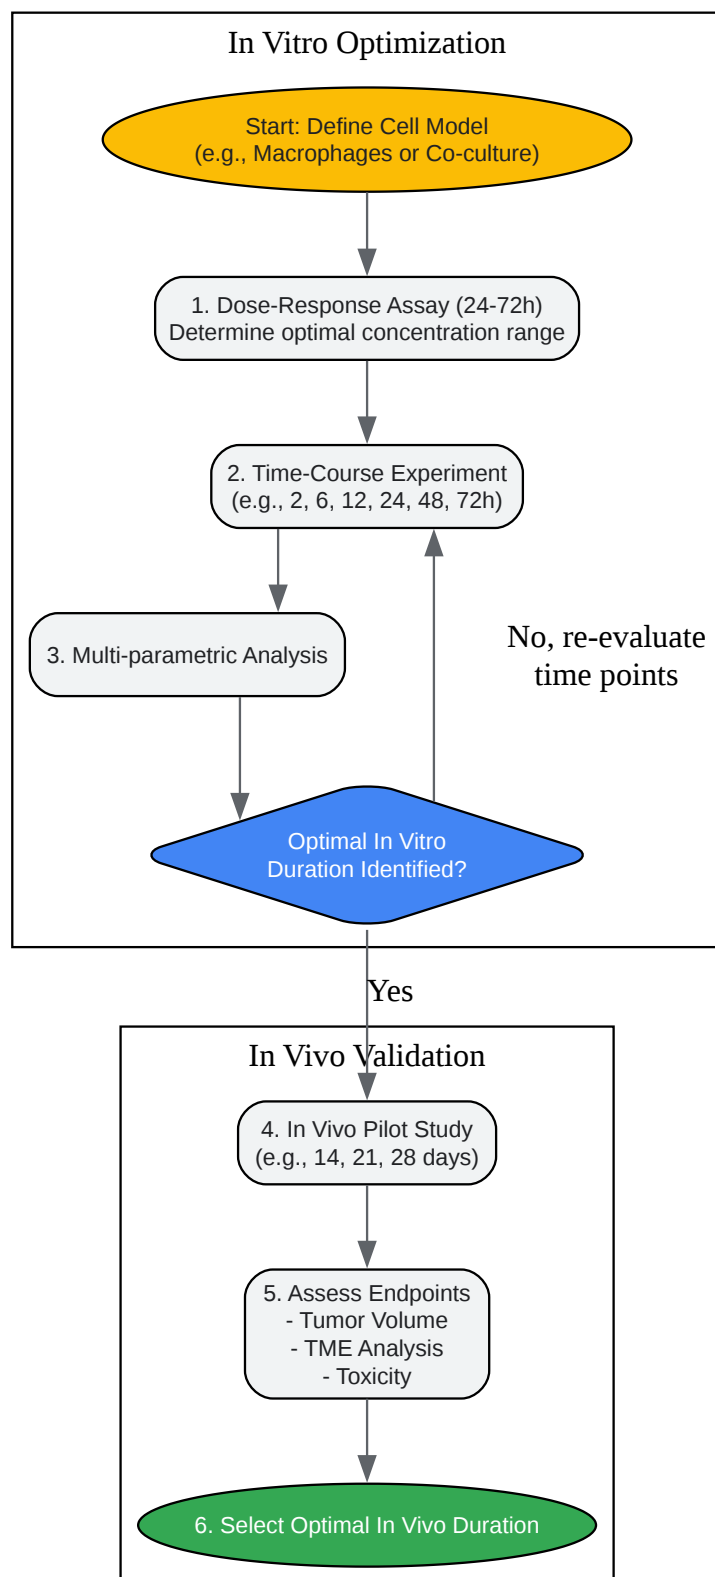 In Vitro Optimization
Start: Define Cell Model
(e.g., Macrophages or Co-culture)
1. Dose-Response Assay (24-72h)
Determine optimal concentration range
2. Time-Course Experiment
(e.g., 2, 6, 12, 24, 48, 72h)
3. Multi-parametric Analysis
No, re-evaluate
time points
Optimal In Vitro
Duration Identified?
Yes
In Vivo Validation
4. In Vivo Pilot Study
(e.g., 14, 21, 28 days)
5. Assess Endpoints
- Tumor Volume
- TME Analysis
- Toxicity
6. Select Optimal In Vivo Duration